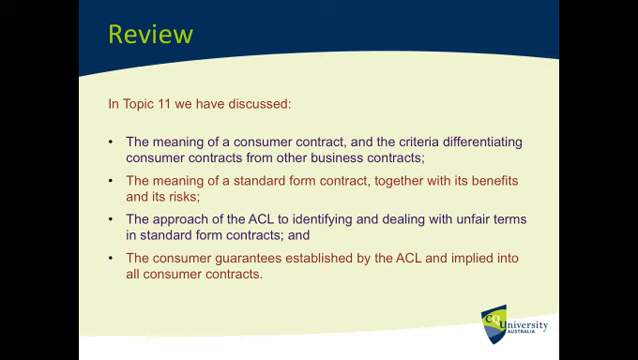 Review
In Topic 11 we have discussed:
• The meaning of a consumer contract, and the criteria differentiating
consumer contracts from other business contracts;
• The meaning of a standard form contract, together with its benefits
and its risks;
• The approach of the ACL to identifying and dealing with unfair terms
in standard form contracts; and
• The consumer guarantees established by the ACL and implied into
all consumer contracts.
CQUniversity
AUSTRALIA